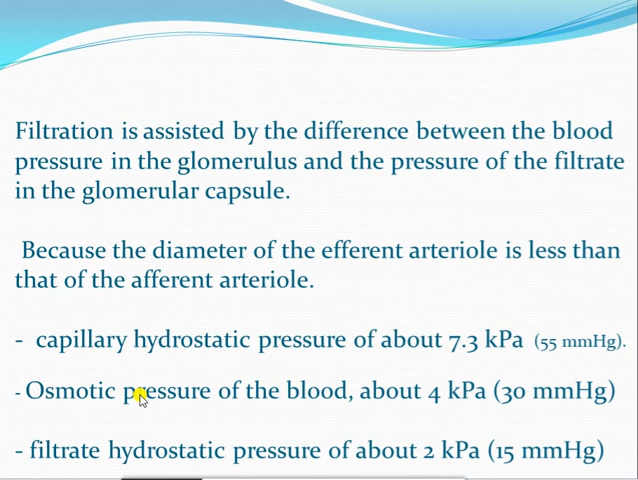 Filtration is assisted by the difference between the blood
pressure in the glomerulus and the pressure of the filtrate
in the glomerular capsule.
Because the diameter of the efferent arteriole is less than
that of the afferent arteriole.
- capillary hydrostatic pressure of about 7.3 kPa (55 mmHg).
- Osmotic pressure of the blood, about 4 kPa (30 mmHg)
- filtrate hydrostatic pressure of about 2 kPa (15 mmHg)